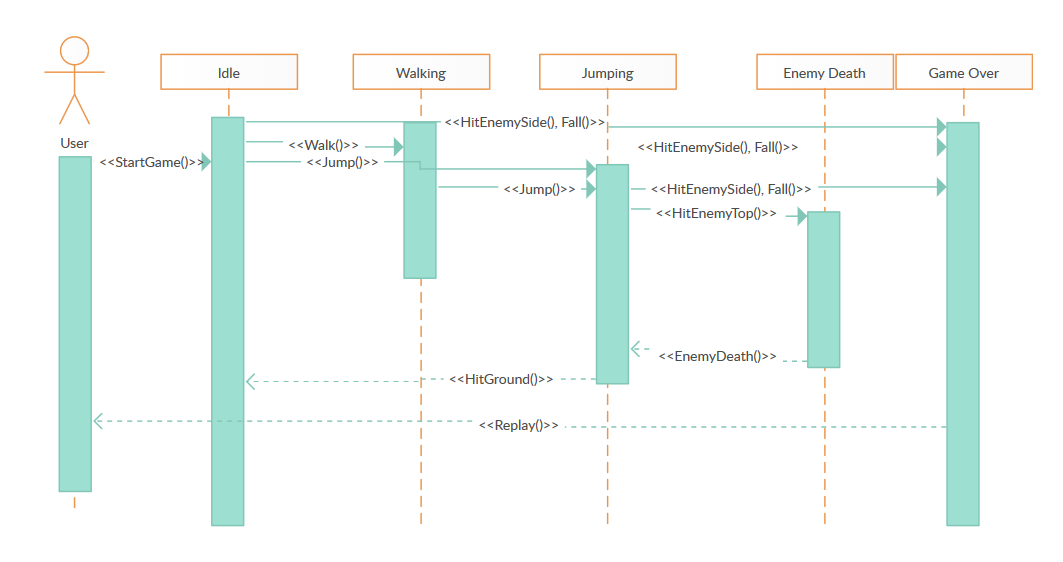 Idle
Walking
Jumping
Enemy Death
Game Over
User
<<HitEnemySide(), Fall()>>
<<Walk()>>
<<HitEnemySide(), Fall()>>
<<StartGame()>>
<<Jump()>>
<<Jump()>>
<<HitEnemySide(), Fall()>>
<<HitEnemyTop()>>
<<EnemyDeath()>>
<<HitGround()>>
<<Replay()>>